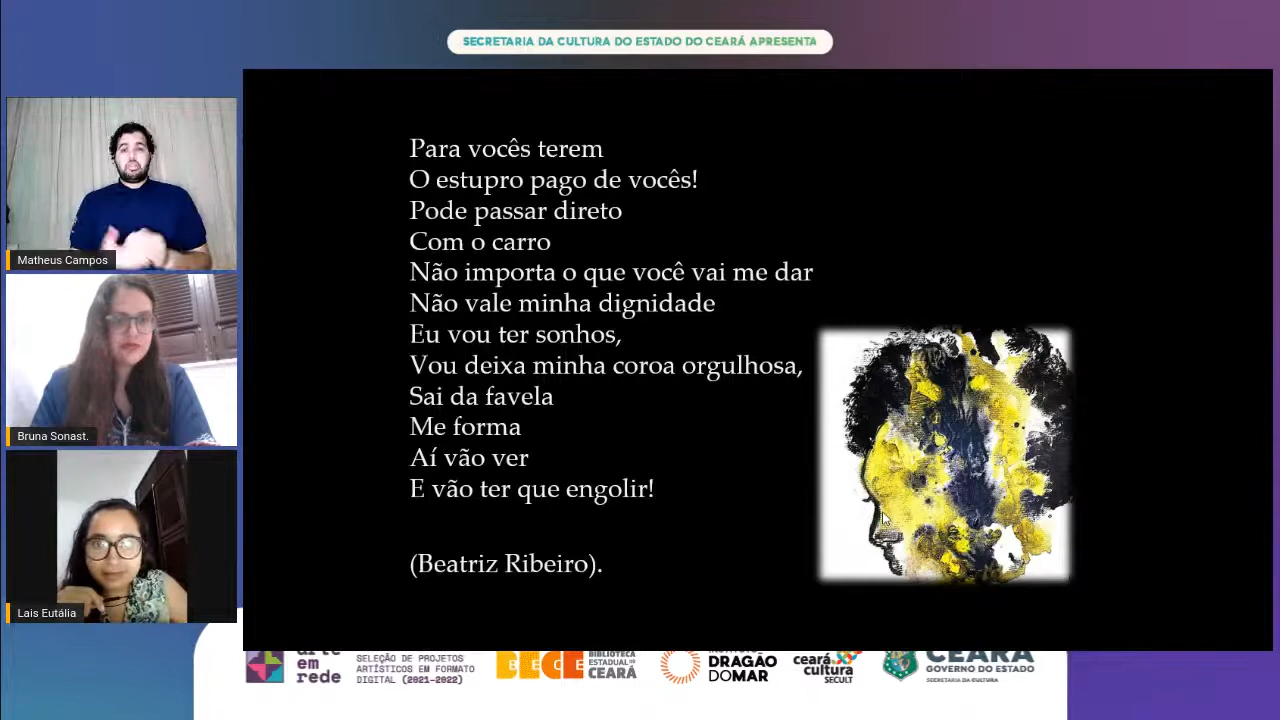 SECRETARIA DA CULTURA DO ESTADO DO CEARÁ APRESENTA
Matheus Campos
Bruna Sonast.
Lais Eutália
Para vocês terem
O estupro pago de vocês!
Pode passar direto
Com o carro
Não importa o que você vai me dar
Não vale minha dignidade
Eu vou ter sonhos,
Vou deixa minha coroa orgulhosa,
Sai da favela
Me forma
Aí vão ver
E vão ter que engolir!
(Beatriz Ribeiro).
arte
em
rede
SELEÇÃO DE PROJETOS
ARTÍSTICOS EM FORMATO
DIGITAL (2021-2022)
BECE
BIBLIOTECA
ESTADUAL DO
CEARÁ
DRAGÃO
DO MAR
ceará
cultura
SECULT
CEARÁ
GOVERNO DO ESTADO
SECRETARIA DA CULTURA